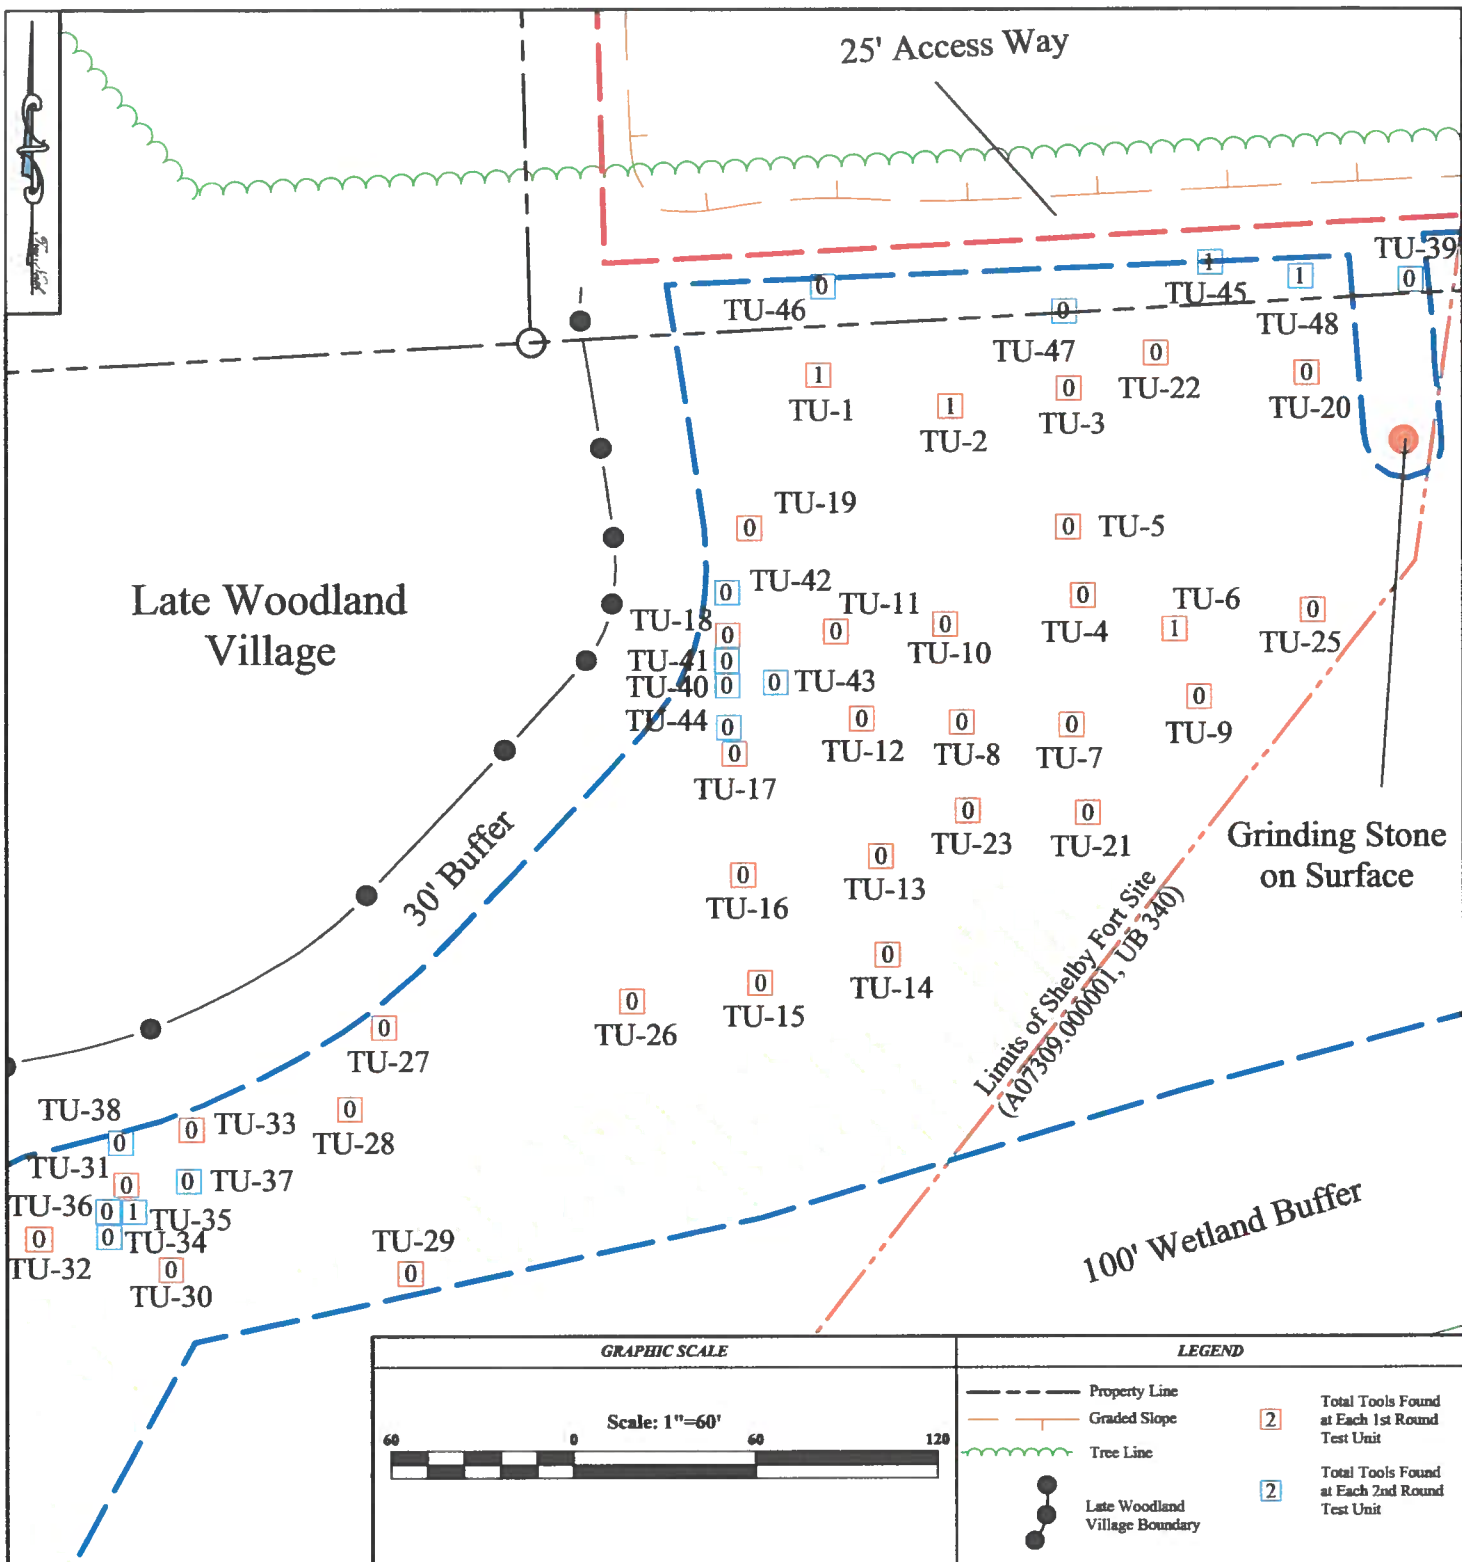 25' Access Way
TU-39
0
1
TU-45
1
TU-48
0
TU-46
0
TU-47
0
TU-22
1
TU-1
1
TU-2
0
TU-3
0
TU-20
TU-19
0
0
TU-5
Late Woodland
Village
0
TU-42
TU-18
0
TU-11
0
0
TU-10
0
TU-4
TU-6
1
0
TU-25
TU-41
0
TU-40
0
0
TU-43
TU-44
0
0
TU-17
0
TU-12
0
TU-8
0
TU-7
0
TU-9
0
TU-23
0
TU-21
Grinding Stone
on Surface
30' Buffer
0
TU-16
0
TU-13
0
TU-14
0
TU-15
0
TU-26
Limits of Shelby Fort Site
(A07309.000001, UB 340)
0
TU-27
0
TU-28
TU-38
0
0
TU-33
TU-31
0
0
TU-37
TU-36
0
1
TU-35
0
TU-34
0
TU-32
0
TU-30
TU-29
0
100' Wetland Buffer
GRAPHIC SCALE
Scale: 1"=60'
60
0
60
120
LEGEND
Property Line
Graded Slope
Tree Line
Late Woodland
Village Boundary
2
Total Tools Found
at Each 1st Round
Test Unit
2
Total Tools Found
at Each 2nd Round
Test Unit